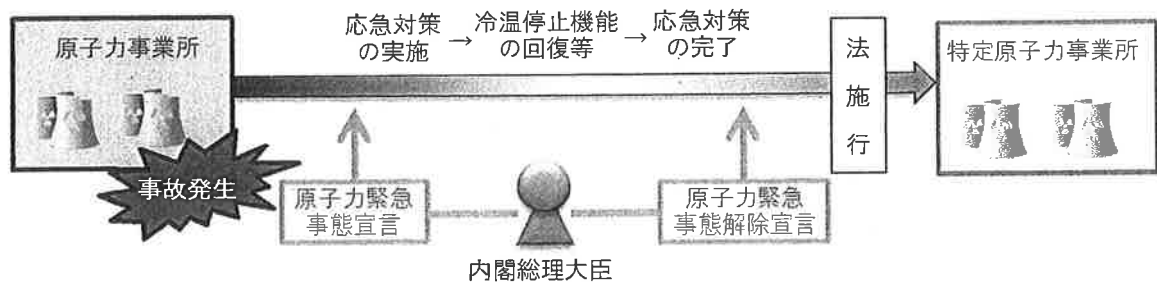 原子力事業所
応急対策
の実施
→
冷温停止機能
の回復等
→
応急対策
の完了
法施行
特定原子力事業所
事故発生
原子力緊急
事態宣言
原子力緊急
事態解除宣言
内閣総理大臣